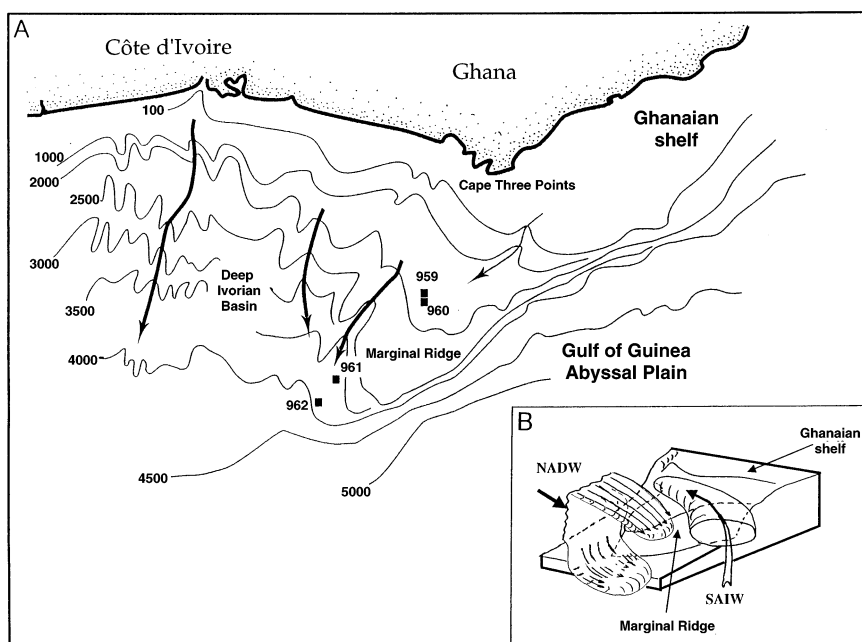 A
Côte d'Ivoire
Ghana
100
Ghanaian
shelf
1000
2000
Cape Three Points
2500
3000
959
Deep
Ivorian
Basin
960
3500
Marginal Ridge
4000
961
Gulf of Guinea
Abyssal Plain
962
4500
5000
B
Ghanaian
shelf
NADW
SAIW
Marginal Ridge